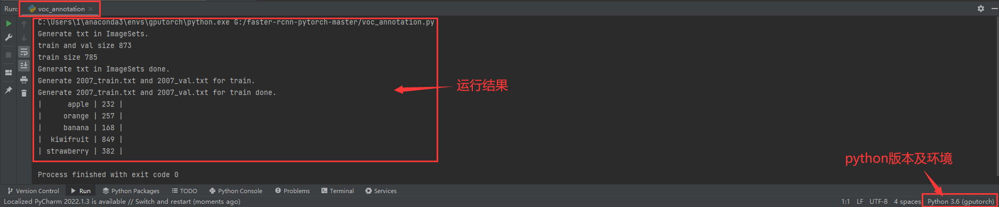 Run: voc_annotation
C:\Users\1\anaconda3\envs\gputorch\python.exe G:/faster-rcnn-pytorch-master/voc_annotation.py
Generate txt in ImageSets.
train and val size 873
train size 785
Generate txt in ImageSets done.
Generate 2007_train.txt and 2007_val.txt for train.
运行结果
Generate 2007_train.txt and 2007_val.txt for train done.
| apple | 232 |
| orange | 257 |
| banana | 168 |
| kiwifruit | 849 |
| strawberry | 382 |
python版本及环境
Process finished with exit code 0
Version Control Run Python Packages TODO Python Console Problems Terminal Services
Localized PyCharm 2022.1.3 is available // Switch and restart (moments ago) 1:1 LF UTF-8 4 spaces Python 3.6 (gputorch)